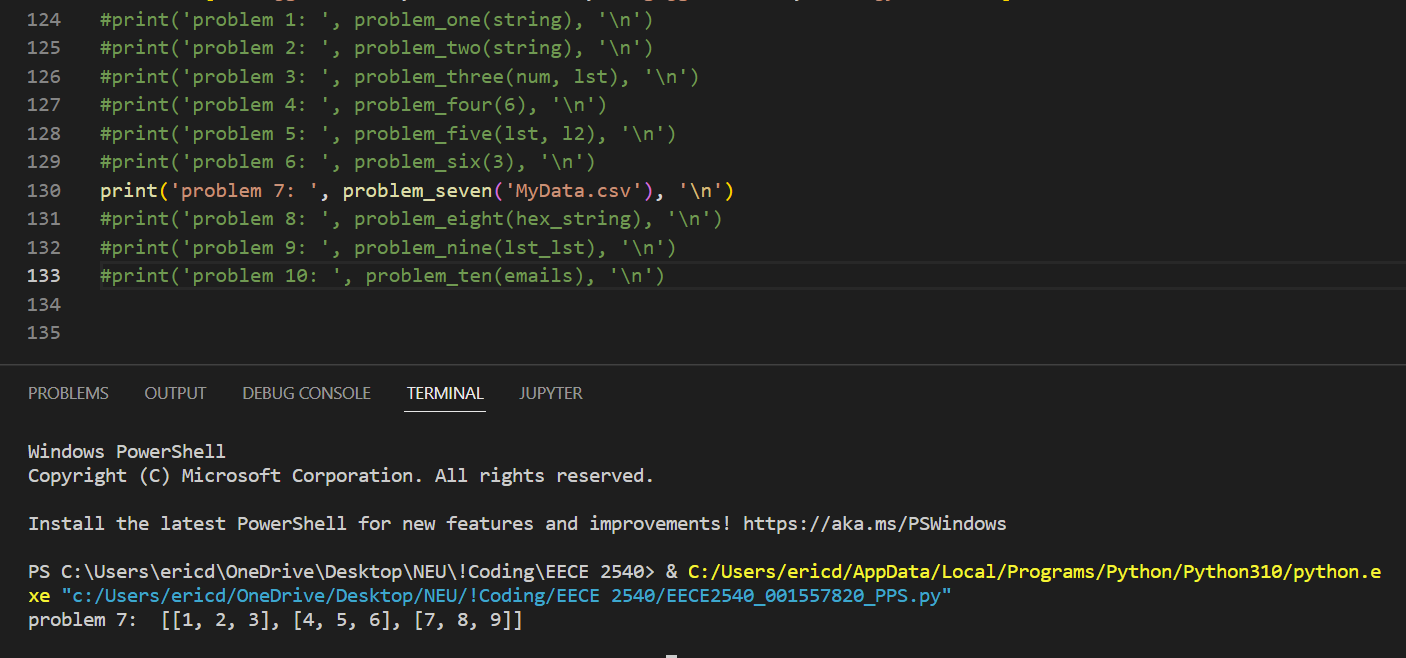 124 #print('problem 1: ', problem_one(string), '\n')
125 #print('problem 2: ', problem_two(string), '\n')
126 #print('problem 3: ', problem_three(num, lst), '\n')
127 #print('problem 4: ', problem_four(6), '\n')
128 #print('problem 5: ', problem_five(lst, l2), '\n')
129 #print('problem 6: ', problem_six(3), '\n')
130 print('problem 7: ', problem_seven('MyData.csv'), '\n')
131 #print('problem 8: ', problem_eight(hex_string), '\n')
132 #print('problem 9: ', problem_nine(lst_lst), '\n')
133 #print('problem 10: ', problem_ten(emails), '\n')
134
135
PROBLEMS OUTPUT DEBUG CONSOLE TERMINAL JUPYTER
Windows PowerShell
Copyright (C) Microsoft Corporation. All rights reserved.
Install the latest PowerShell for new features and improvements! https://aka.ms/PSWindows
PS C:\Users\ericd\OneDrive\Desktop\NEU\!Coding\EECE 2540> & C:/Users/ericd/AppData/Local/Programs/Python/Python310/python.e
xe "c:/Users/ericd/OneDrive/Desktop/NEU/!Coding/EECE 2540/EECE2540_001557820_PPS.py"
problem 7:  [[1, 2, 3], [4, 5, 6], [7, 8, 9]]